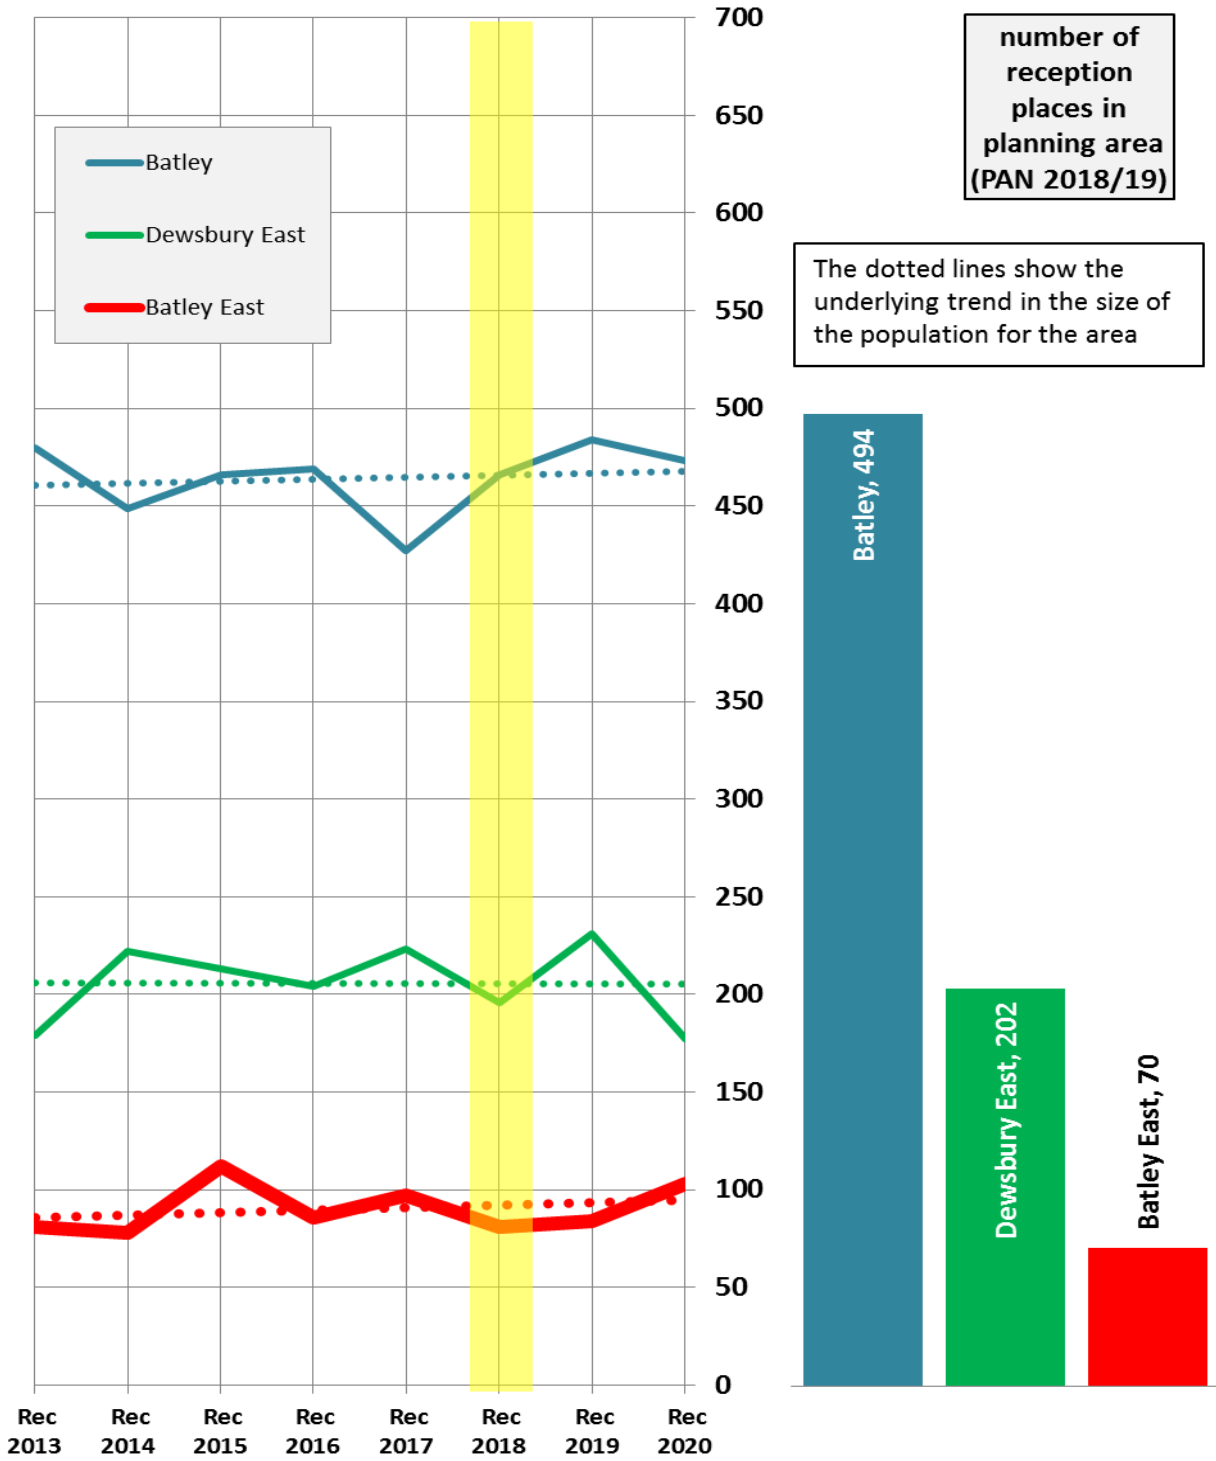 700
650
600
550
500
450
400
350
300
250
200
150
100
50
0
Batley
Dewsbury East
Batley East
Rec 2013
Rec 2014
Rec 2015
Rec 2016
Rec 2017
Rec 2018
Rec 2019
Rec 2020
number of
reception
places in
planning area
(PAN 2018/19)
The dotted lines show the
underlying trend in the size of
the population for the area
Batley, 494
Dewsbury East, 202
Batley East, 70